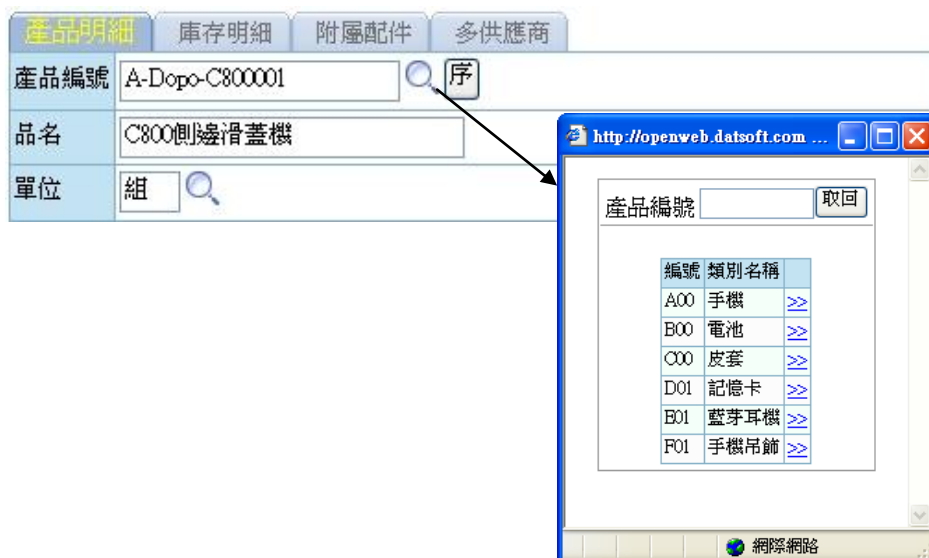 產品明細 庫存明細 附屬配件 多供應商
產品編號 A-Dopo-C800001 序
品名 C800側邊滑蓋機
單位 組
http://openweb.datsoft.com ...
產品編號 取回
編號 類別名稱
A00 手機 >>
B00 電池 >>
C00 皮套 >>
D01 記憶卡 >>
E01 藍芽耳機 >>
F01 手機吊飾 >>
網際網路